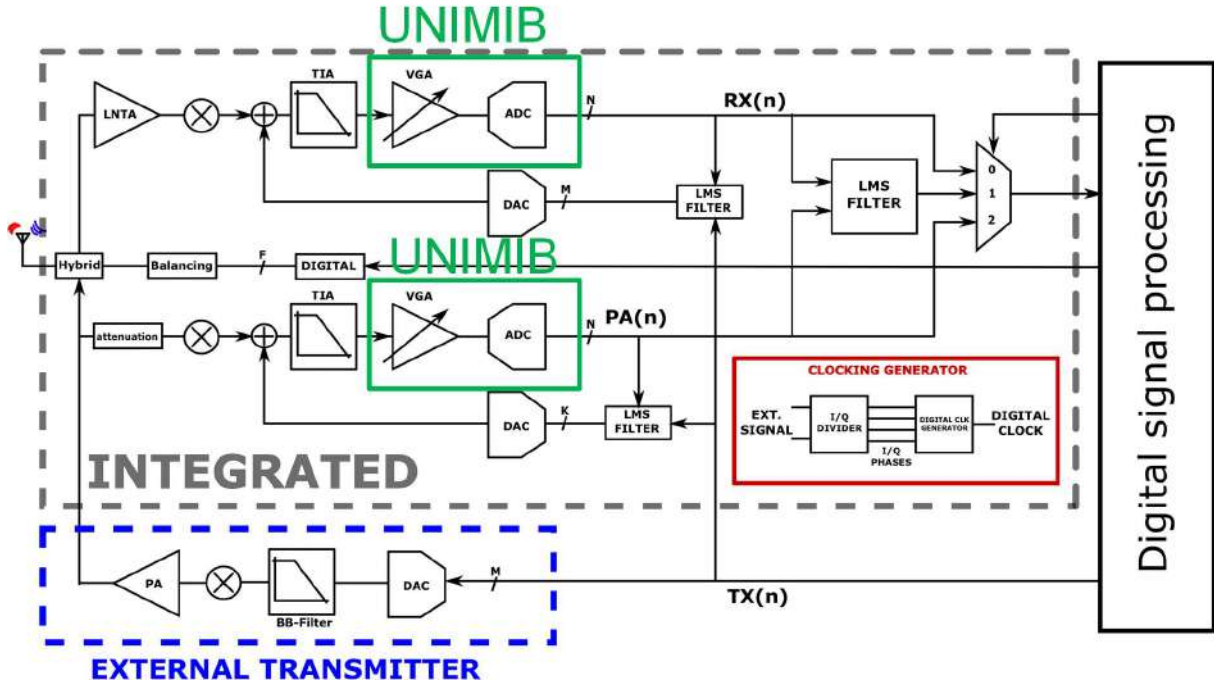 UNIMIB
TIA
VGA
LNTA
ADC
N
RX(n)
0
1
2
LMS
FILTER
DAC
M
LMS
FILTER
UNIMIB
Hybrid
Balancing
F
DIGITAL
TIA
VGA
attenuation
ADC
N
PA(n)
DAC
K
LMS
FILTER
CLOCKING GENERATOR
EXT.
SIGNAL
I/Q
DIVIDER
DIGITAL CLK
GENERATOR
DIGITAL
CLOCK
I/Q
PHASES
INTEGRATED
PA
BB-Filter
DAC
M
TX(n)
EXTERNAL TRANSMITTER
Digital signal processing